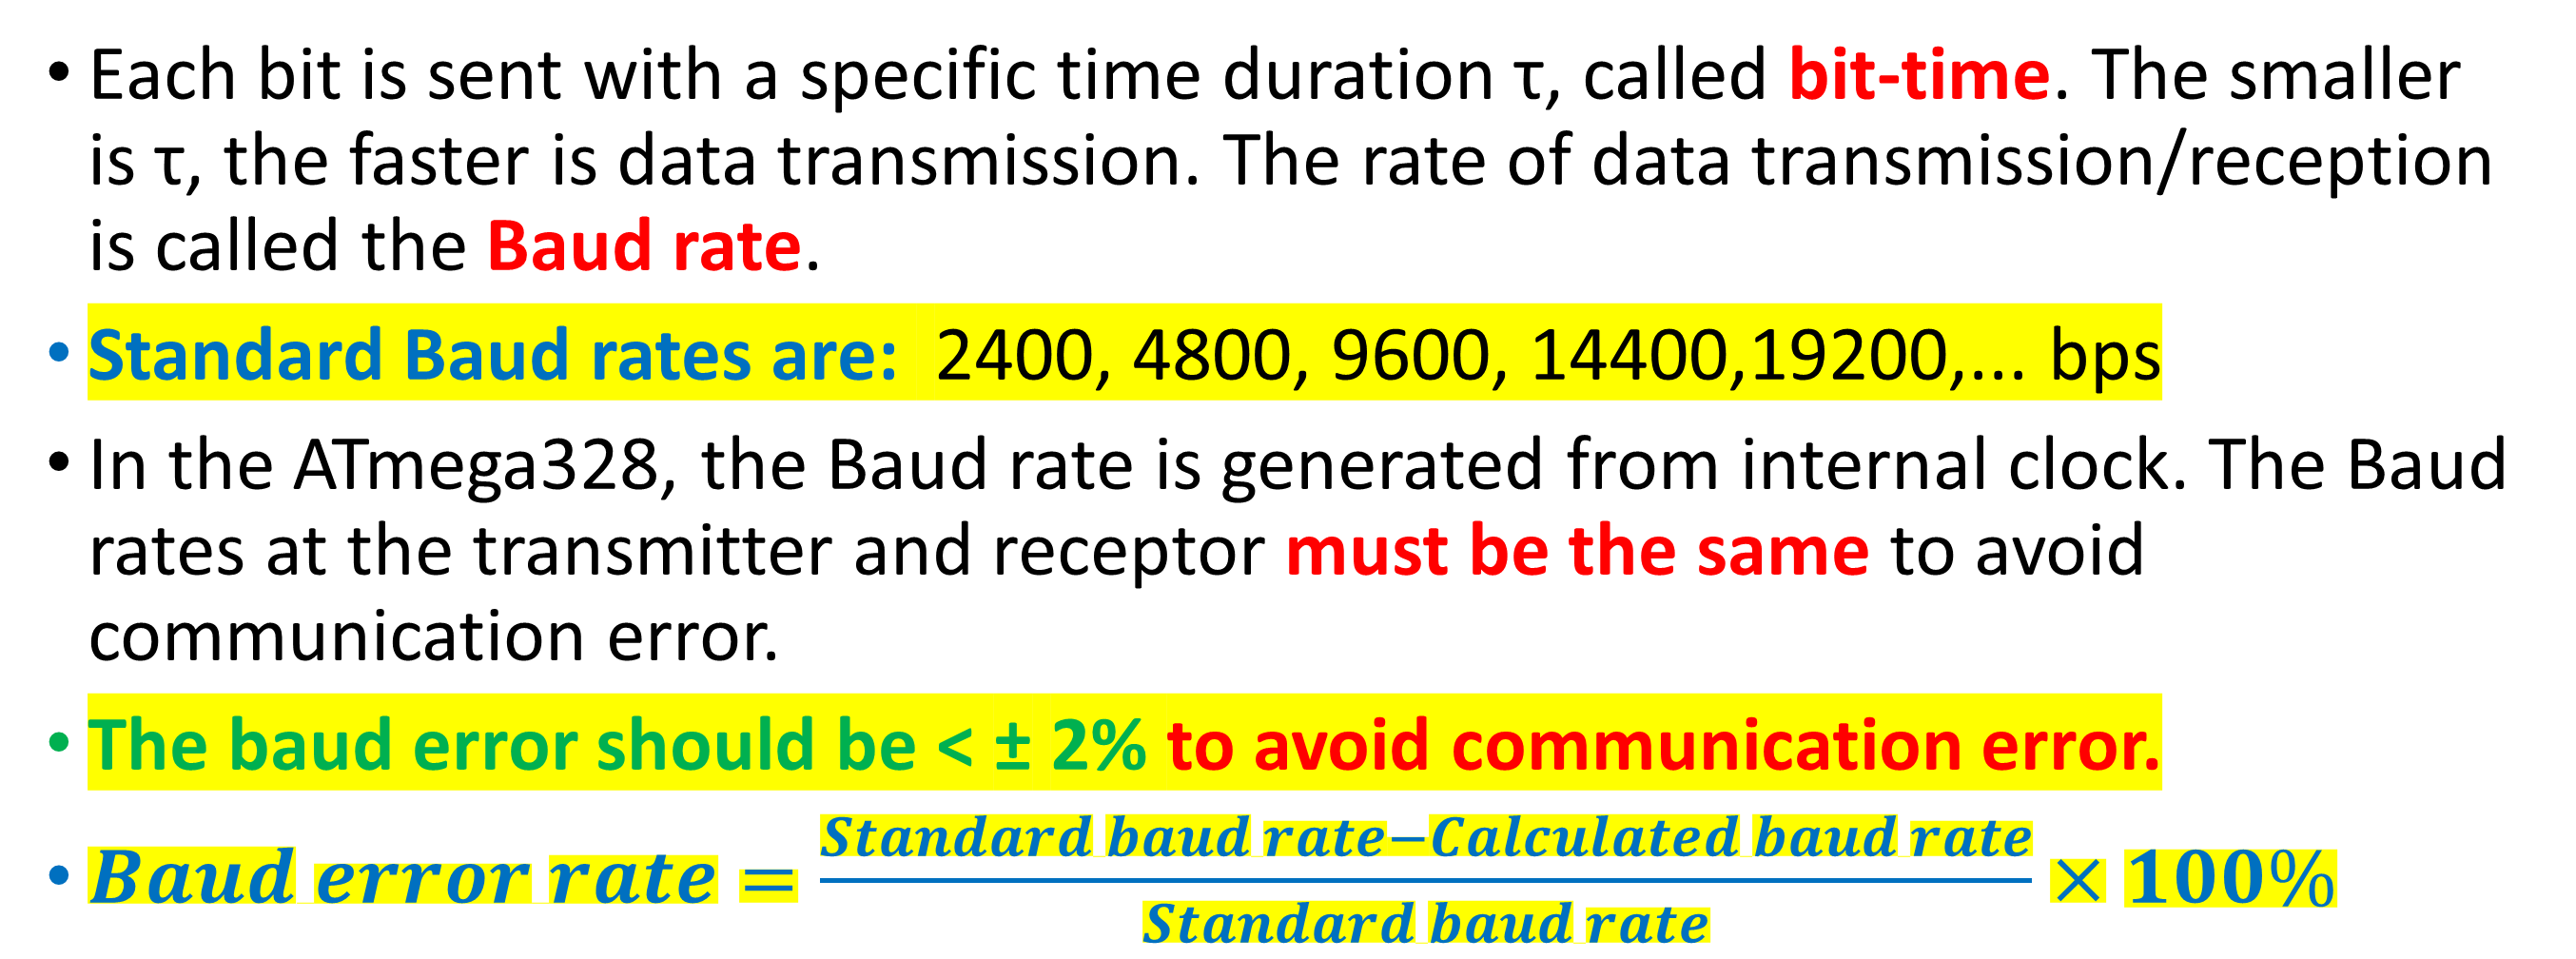 • Each bit is sent with a specific time duration τ, called bit-time. The smaller
is τ, the faster is data transmission. The rate of data transmission/reception
is called the Baud rate.
• Standard Baud rates are:  2400, 4800, 9600, 14400,19200,... bps
• In the ATmega328, the Baud rate is generated from internal clock. The Baud
rates at the transmitter and receptor must be the same to avoid
communication error.
• The baud error should be < ± 2% to avoid communication error.
• Baud error rate = \frac{Standard baud rate−Calculated baud rate}{Standard baud rate} × 100%